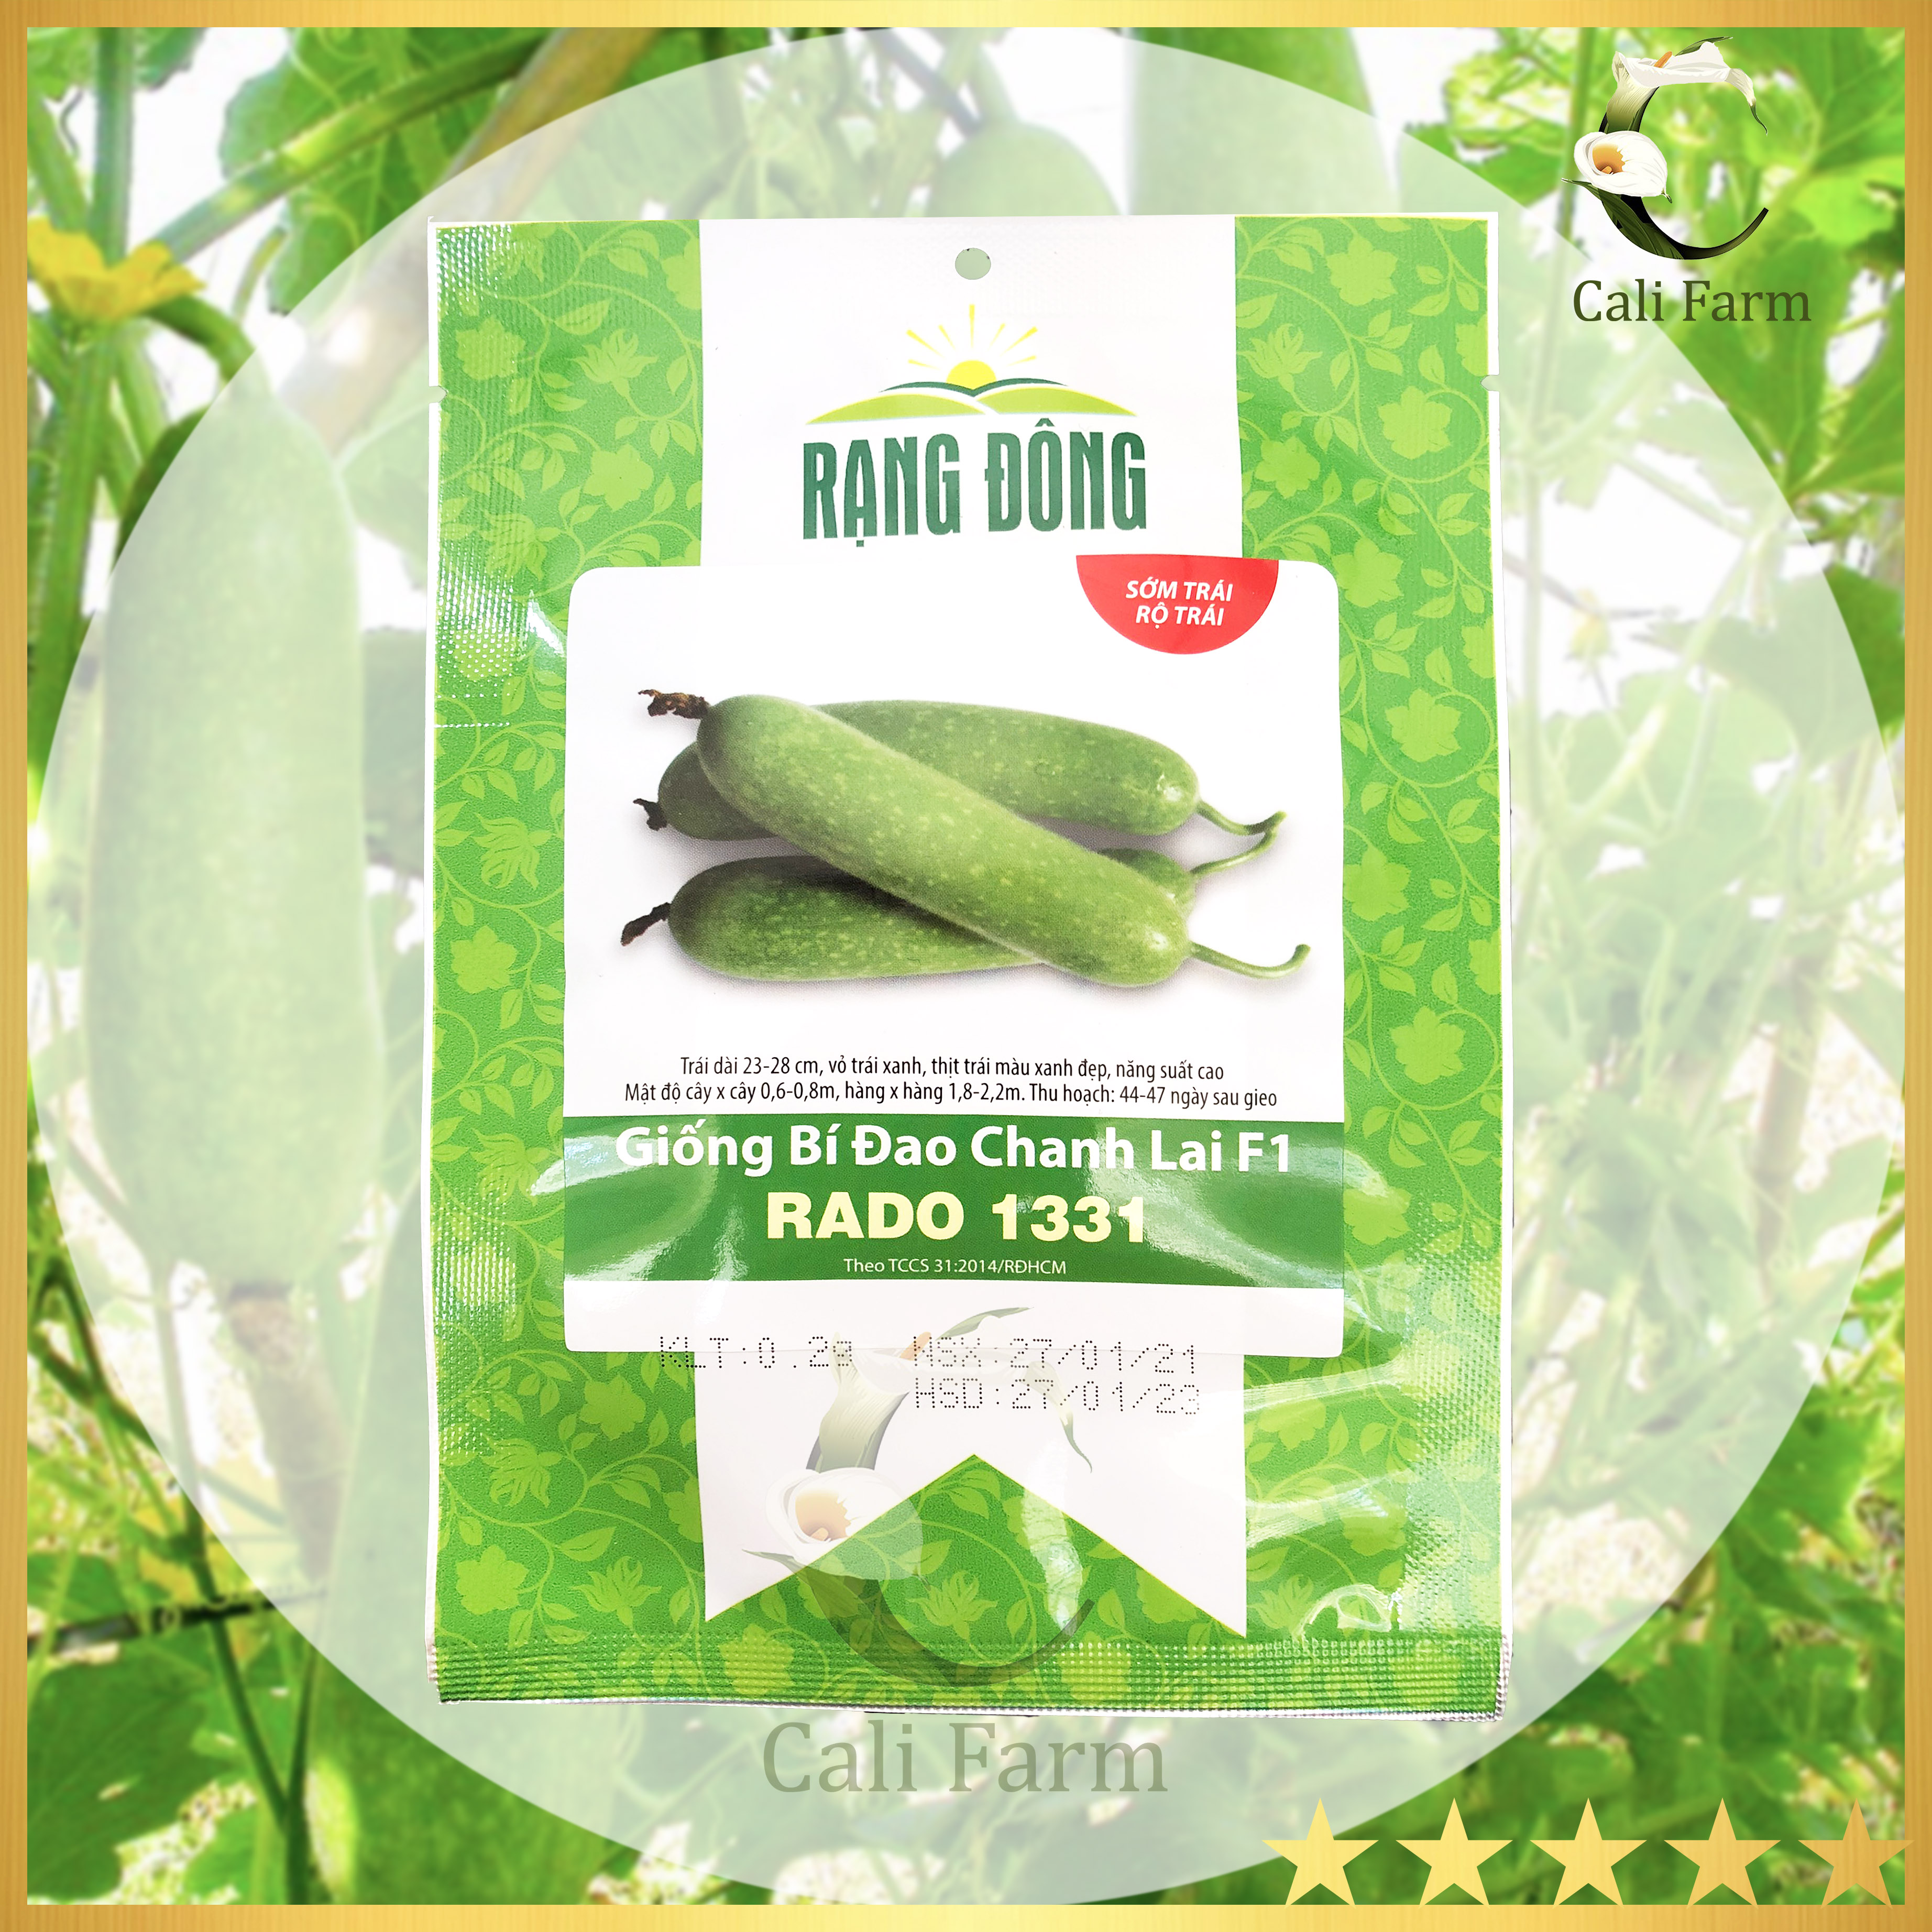 Cali Farm
RẠNG ĐÔNG
SỚM TRÁI
RỘ TRÁI
Trái dài 23-28 cm, vỏ trái xanh, thịt trái màu xanh đẹp, năng suất cao
Mật độ cây x cây 0,6-0,8m, hàng x hàng 1,8-2,2m. Thu hoạch: 44-47 ngày sau gieo
Giống Bí Đao Chanh Lai F1
RADO 1331
Theo TCCS 31:2014/RĐHCM
KLT:0.2g NSX:27/01/21
HSD:27/01/23
Cali Farm